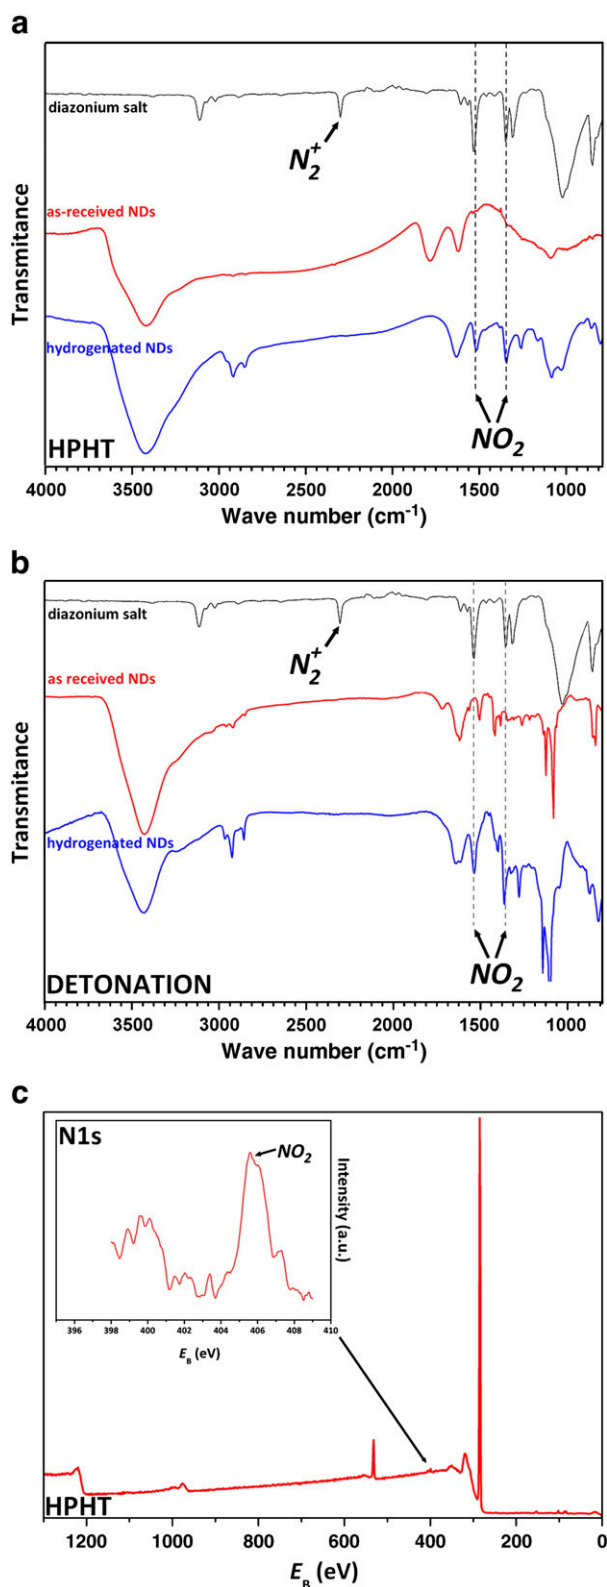 a
diazonium salt
N2+
as-received NDs
hydrogenated NDs
NO2
HPHT
Transmitance
4000 3500 3000 2500 2000 1500 1000
Wave number (cm-1)
b
diazonium salt
N2+
as received NDs
hydrogenated NDs
NO2
DETONATION
Transmitance
4000 3500 3000 2500 2000 1500 1000
Wave number (cm-1)
c
N1s
NO2
Intensity (a.u.)
396 398 400 402 404 406 408 410
EB (eV)
HPHT
1200 1000 800 600 400 200 0
EB (eV)